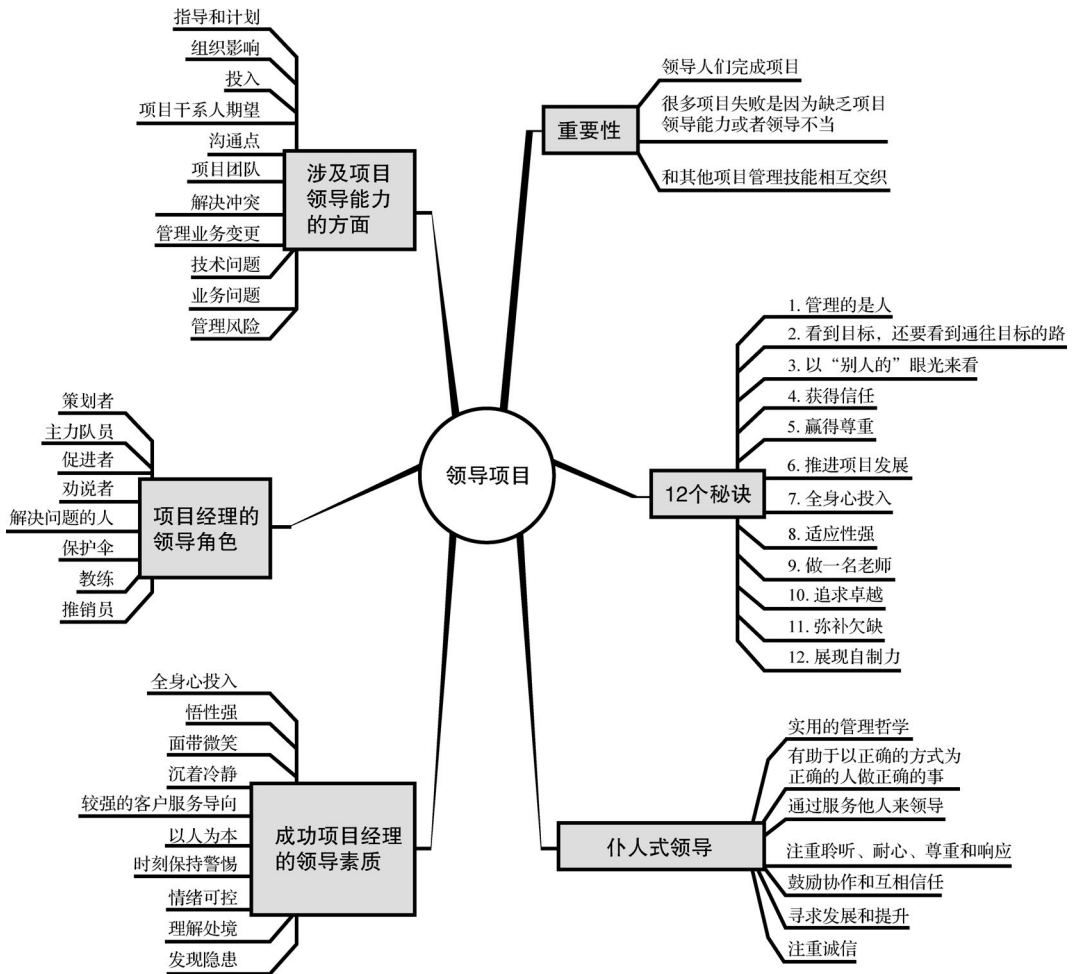 指导和计划
组织影响
投入
项目干系人期望
沟通点
项目团队
解决冲突
管理业务变更
技术问题
业务问题
管理风险
涉及项目
领导能力
的方面
重要性
领导人们完成项目
很多项目失败是因为缺乏项目
领导能力或者领导不当
和其他项目管理技能相互交织
领导项目
12个秘诀
1. 管理的是人
2. 看到目标，还要看到通往目标的路
3. 以“别人的”眼光来看
4. 获得信任
5. 赢得尊重
6. 推进项目发展
7. 全身心投入
8. 适应性强
9. 做一名老师
10. 追求卓越
11. 弥补欠缺
12. 展现自制力
策划者
主力队员
促进者
劝说者
解决问题的人
保护伞
教练
推销员
项目经理的
领导角色
全身心投入
悟性强
面带微笑
沉着冷静
较强的客户服务导向
以人为本
时刻保持警惕
情绪可控
理解处境
发现隐患
成功项目经理
的领导素质
仆人式领导
实用的管理哲学
有助于以正确的方式为
正确的人做正确的事
通过服务他人来领导
注重聆听、耐心、尊重和响应
鼓励协作和互相信任
寻求发展和提升
注重诚信